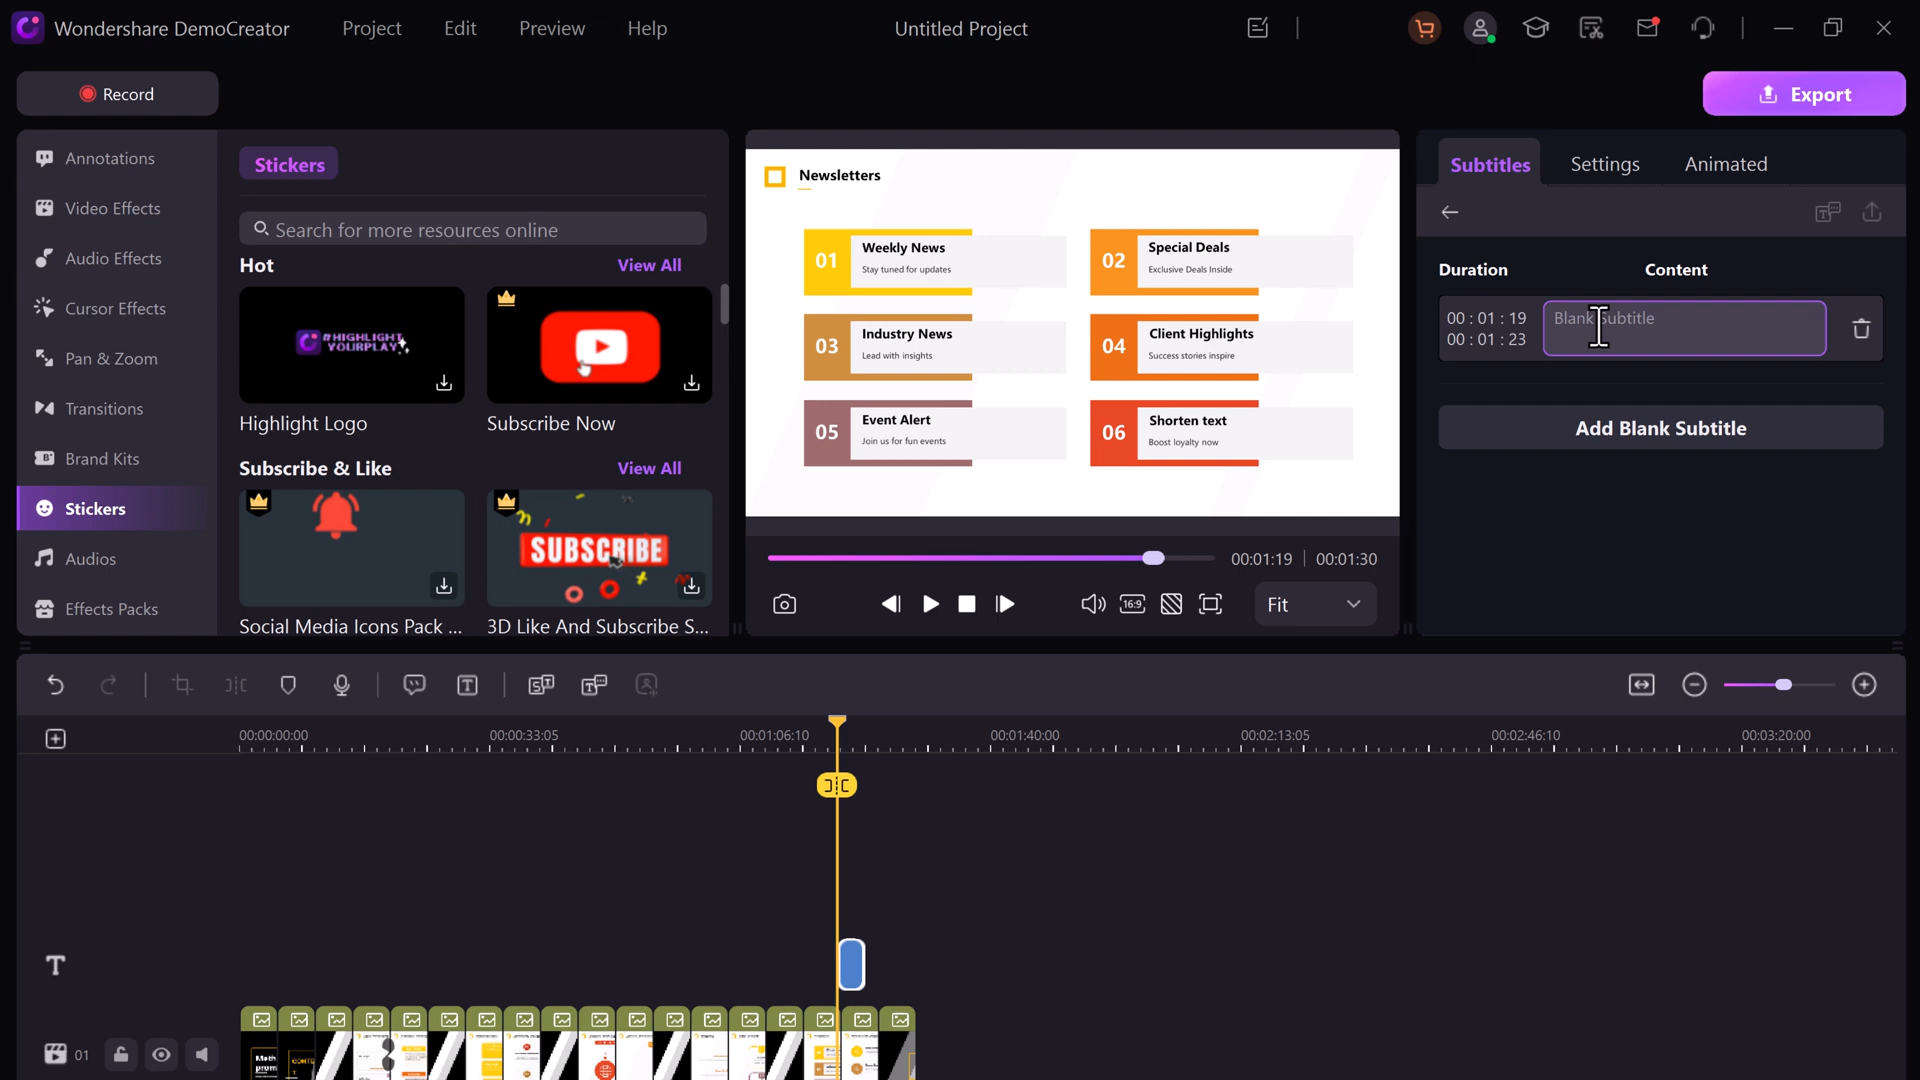 Wondershare DemoCreator
Project
Edit
Preview
Help
Untitled Project
Record
Export
Annotations
Video Effects
Audio Effects
Cursor Effects
Pan & Zoom
Transitions
Brand Kits
Stickers
Audios
Effects Packs
Stickers
Search for more resources online
Hot
View All
#HIGHLIGHT
YOURPLAY
Highlight Logo
Subscribe Now
Subscribe & Like
View All
SUBSCRIBE
Social Media Icons Pack ...
3D Like And Subscribe S...
Newsletters
01
Weekly News
Stay tuned for updates
02
Special Deals
Exclusive Deals Inside
03
Industry News
Lead with insights
04
Client Highlights
Success stories inspire
05
Event Alert
Join us for fun events
06
Shorten text
Boost loyalty now
00:01:19 | 00:01:30
16:9
Fit
Subtitles
Settings
Animated
Duration
Content
00 : 01 : 19
00 : 01 : 23
Blank Subtitle
Add Blank Subtitle
00:00:00:00
00:00:33:05
00:01:06:10
00:01:40:00
00:02:13:05
00:02:46:10
00:03:20:00
T
01